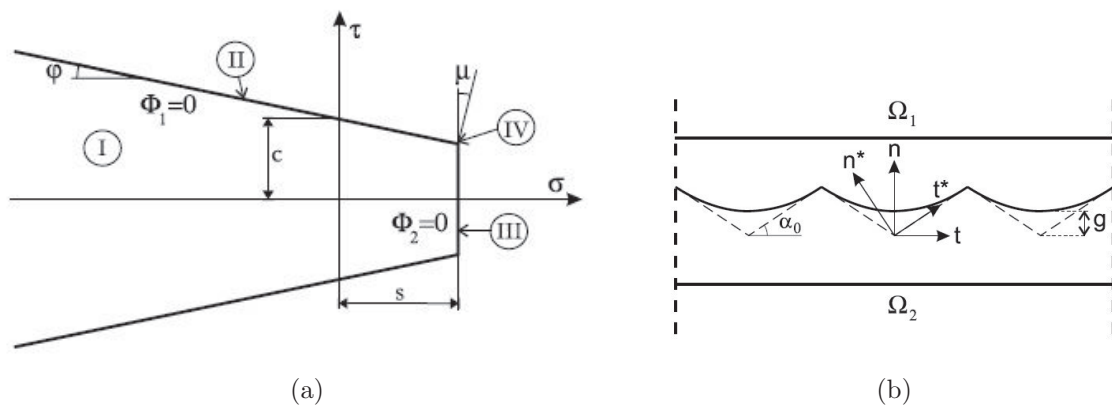 τ
φ
II
μ
Φ₁=0
IV
I
c
σ
Φ₂=0
III
s
(a)
Ω₁
n*
n
t*
α₀
t
g
Ω₂
(b)